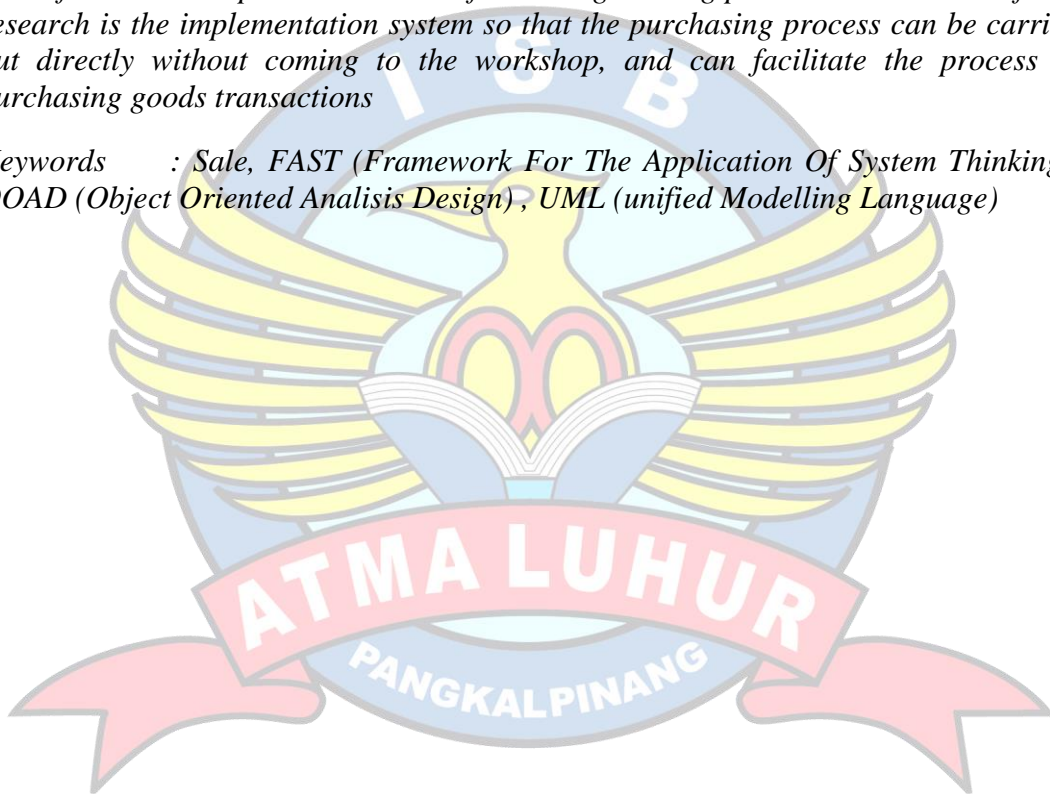 research is the implementation system so that the purchasing process can be carri
ut directly without coming to the workshop, and can facilitate the process
urchasing goods transactions
eywords : Sale, FAST (Framework For The Application Of System Thinking
OOAD (Object Oriented Analisis Design) , UML (unified Modelling Language)
I S B
ATMA LUHUR
PANGKALPINANG